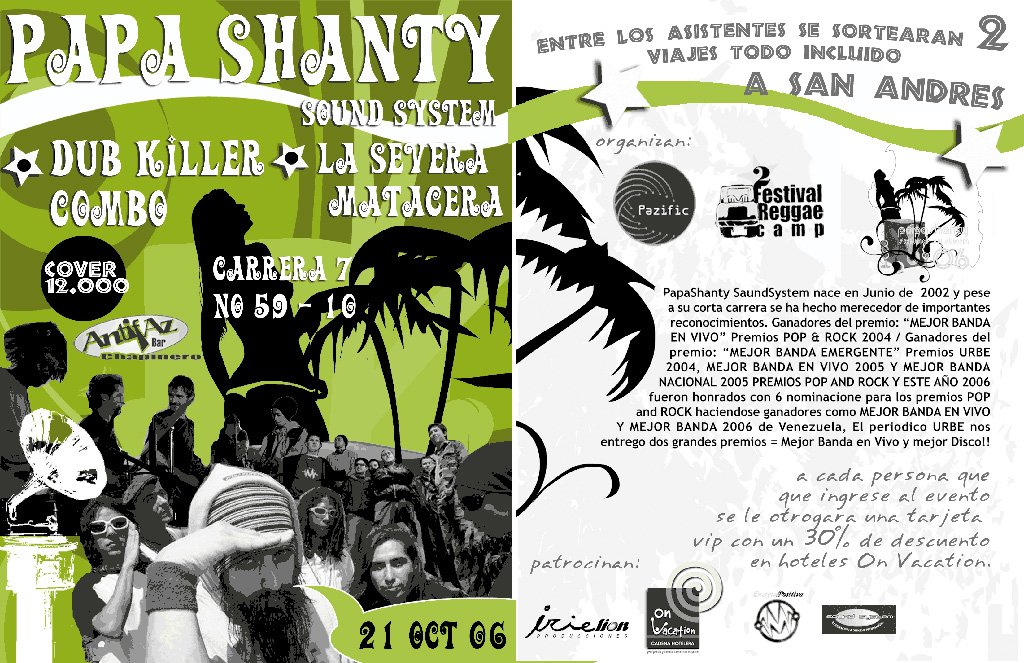 PAPA SHANTY
SOUND SYSTEM
DUB KILLER
COMBO
LA SEVERA
MATACERA
COVER
12.000
CARRERA 7
NO 59 - 10
Antifaz
Bar
Chapinero
21 OCT 06
ENTRE LOS ASISTENTES SE SORTEARAN 2
VIAJES TODO INCLUIDO
A SAN ANDRES
organizan:
Pazific
2
Festival
Reggae
camp
PapaShanty SaundSystem nace en Junio de 2002 y pese
a su corta carrera se ha hecho merecedor de importantes
reconocimientos. Ganadores del premio: “MEJOR BANDA
EN VIVO” Premios POP & ROCK 2004 / Ganadores del
premio: “MEJOR BANDA EMERGENTE” Premios URBE
2004, MEJOR BANDA EN VIVO 2005 Y MEJOR BANDA
NACIONAL 2005 PREMIOS POP AND ROCK Y ESTE AÑO 2006
fueron honrados con 6 nominacione para los premios POP
and ROCK haciendose ganadores como MEJOR BANDA EN VIVO
Y MEJOR BANDA 2006 de Venezuela, El periodico URBE nos
entrego dos grandes premios = Mejor Banda en Vivo y mejor Disco!!
a cada persona que
que ingrese al evento
se le otrogara una tarjeta
vip con un 30% de descuento
en hoteles On Vacation.
patrocinan:
irielion
PRODUCCIONES
On
Vacation
CADENA HOTELERA